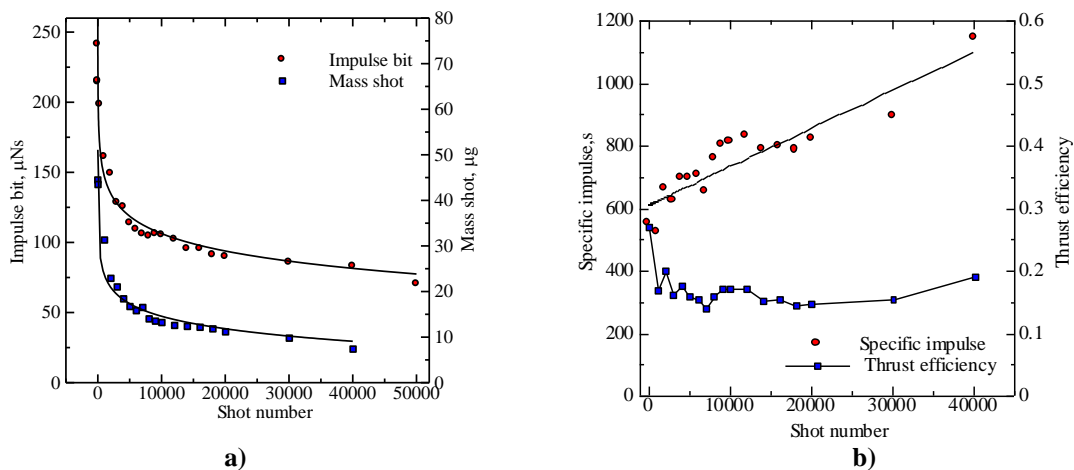 a)
250
200
150
100
50
0
Impulse bit, µNs
80
70
60
50
40
30
20
10
0
Mass shot, µg
Impulse bit
Mass shot
0 10000 20000 30000 40000 50000
Shot number
a)
1200
1000
800
600
400
200
0
Specific impulse,s
0.6
0.5
0.4
0.3
0.2
0.1
0
Thrust efficiency
Specific impulse
Thrust efficiency
0 10000 20000 30000 40000
Shot number
b)